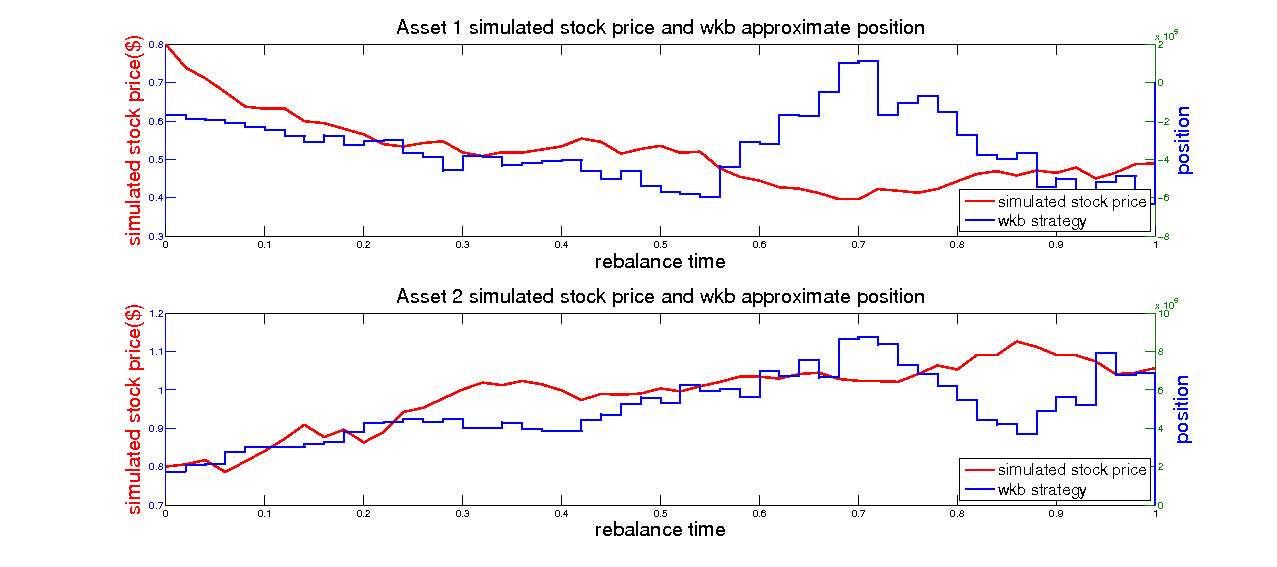 Asset 1 simulated stock price and wkb approximate position
x 10^5
simulated stock price($)
0.8
0.7
0.6
0.5
0.4
0.3
2
0
-2
-4
-6
-8
position
simulated stock price
wkb strategy
0 0.1 0.2 0.3 0.4 0.5 0.6 0.7 0.8 0.9 1
rebalance time
Asset 2 simulated stock price and wkb approximate position
x 10^5
simulated stock price($)
1.2
1.1
1
0.9
0.8
0.7
10
8
6
4
2
0
position
simulated stock price
wkb strategy
0 0.1 0.2 0.3 0.4 0.5 0.6 0.7 0.8 0.9 1
rebalance time